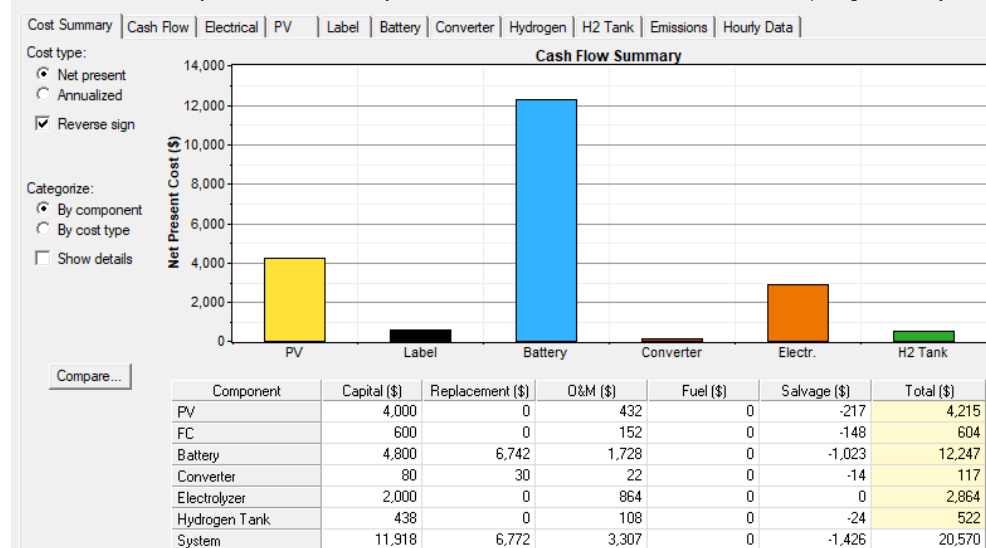 Cost Summary Cash Flow Electrical PV Label Battery Converter Hydrogen H2 Tank Emissions Hourly Data
Cost type:
Net present
Annualized
Reverse sign
Categorize:
By component
By cost type
Show details
Compare...
Cash Flow Summary
Net Present Cost ($)
14,000
12,000
10,000
8,000
6,000
4,000
2,000
0
PV Label Battery Converter Electr. H2 Tank
Component Capital ($) Replacement ($) O&M ($) Fuel ($) Salvage ($) Total ($)
PV 4,000 0 432 0 -217 4,215
FC 600 0 152 0 -148 604
Battery 4,800 6,742 1,728 0 -1,023 12,247
Converter 80 30 22 0 -14 117
Electrolyzer 2,000 0 864 0 0 2,864
Hydrogen Tank 438 0 108 0 -24 522
System 11,918 6,772 3,307 0 -1,426 20,570